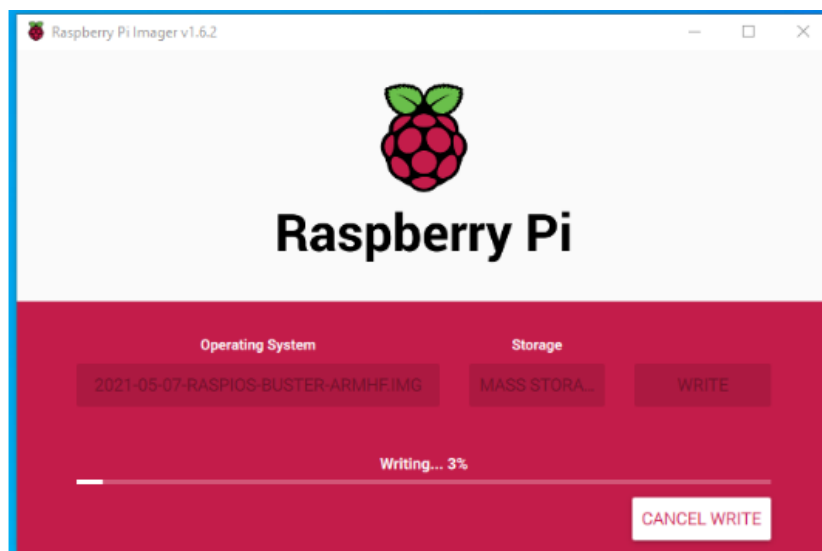 Raspberry Pi Imager v1.6.2
Raspberry Pi
Operating System
Storage
2021-05-07-RASPIOS-BUSTER-ARMHF.IMG
MASS STORA...
WRITE
Writing... 3%
CANCEL WRITE